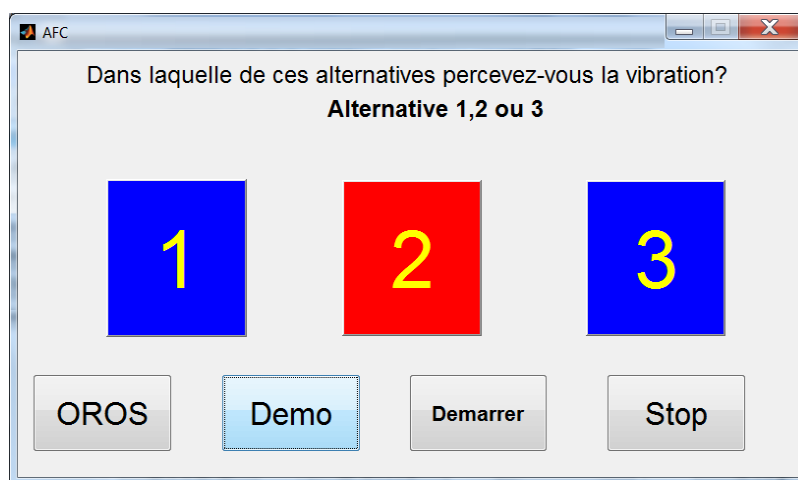 AFC
Dans laquelle de ces alternatives percevez-vous la vibration?
Alternative 1,2 ou 3
1 2 3
OROS Demo Demarrer Stop